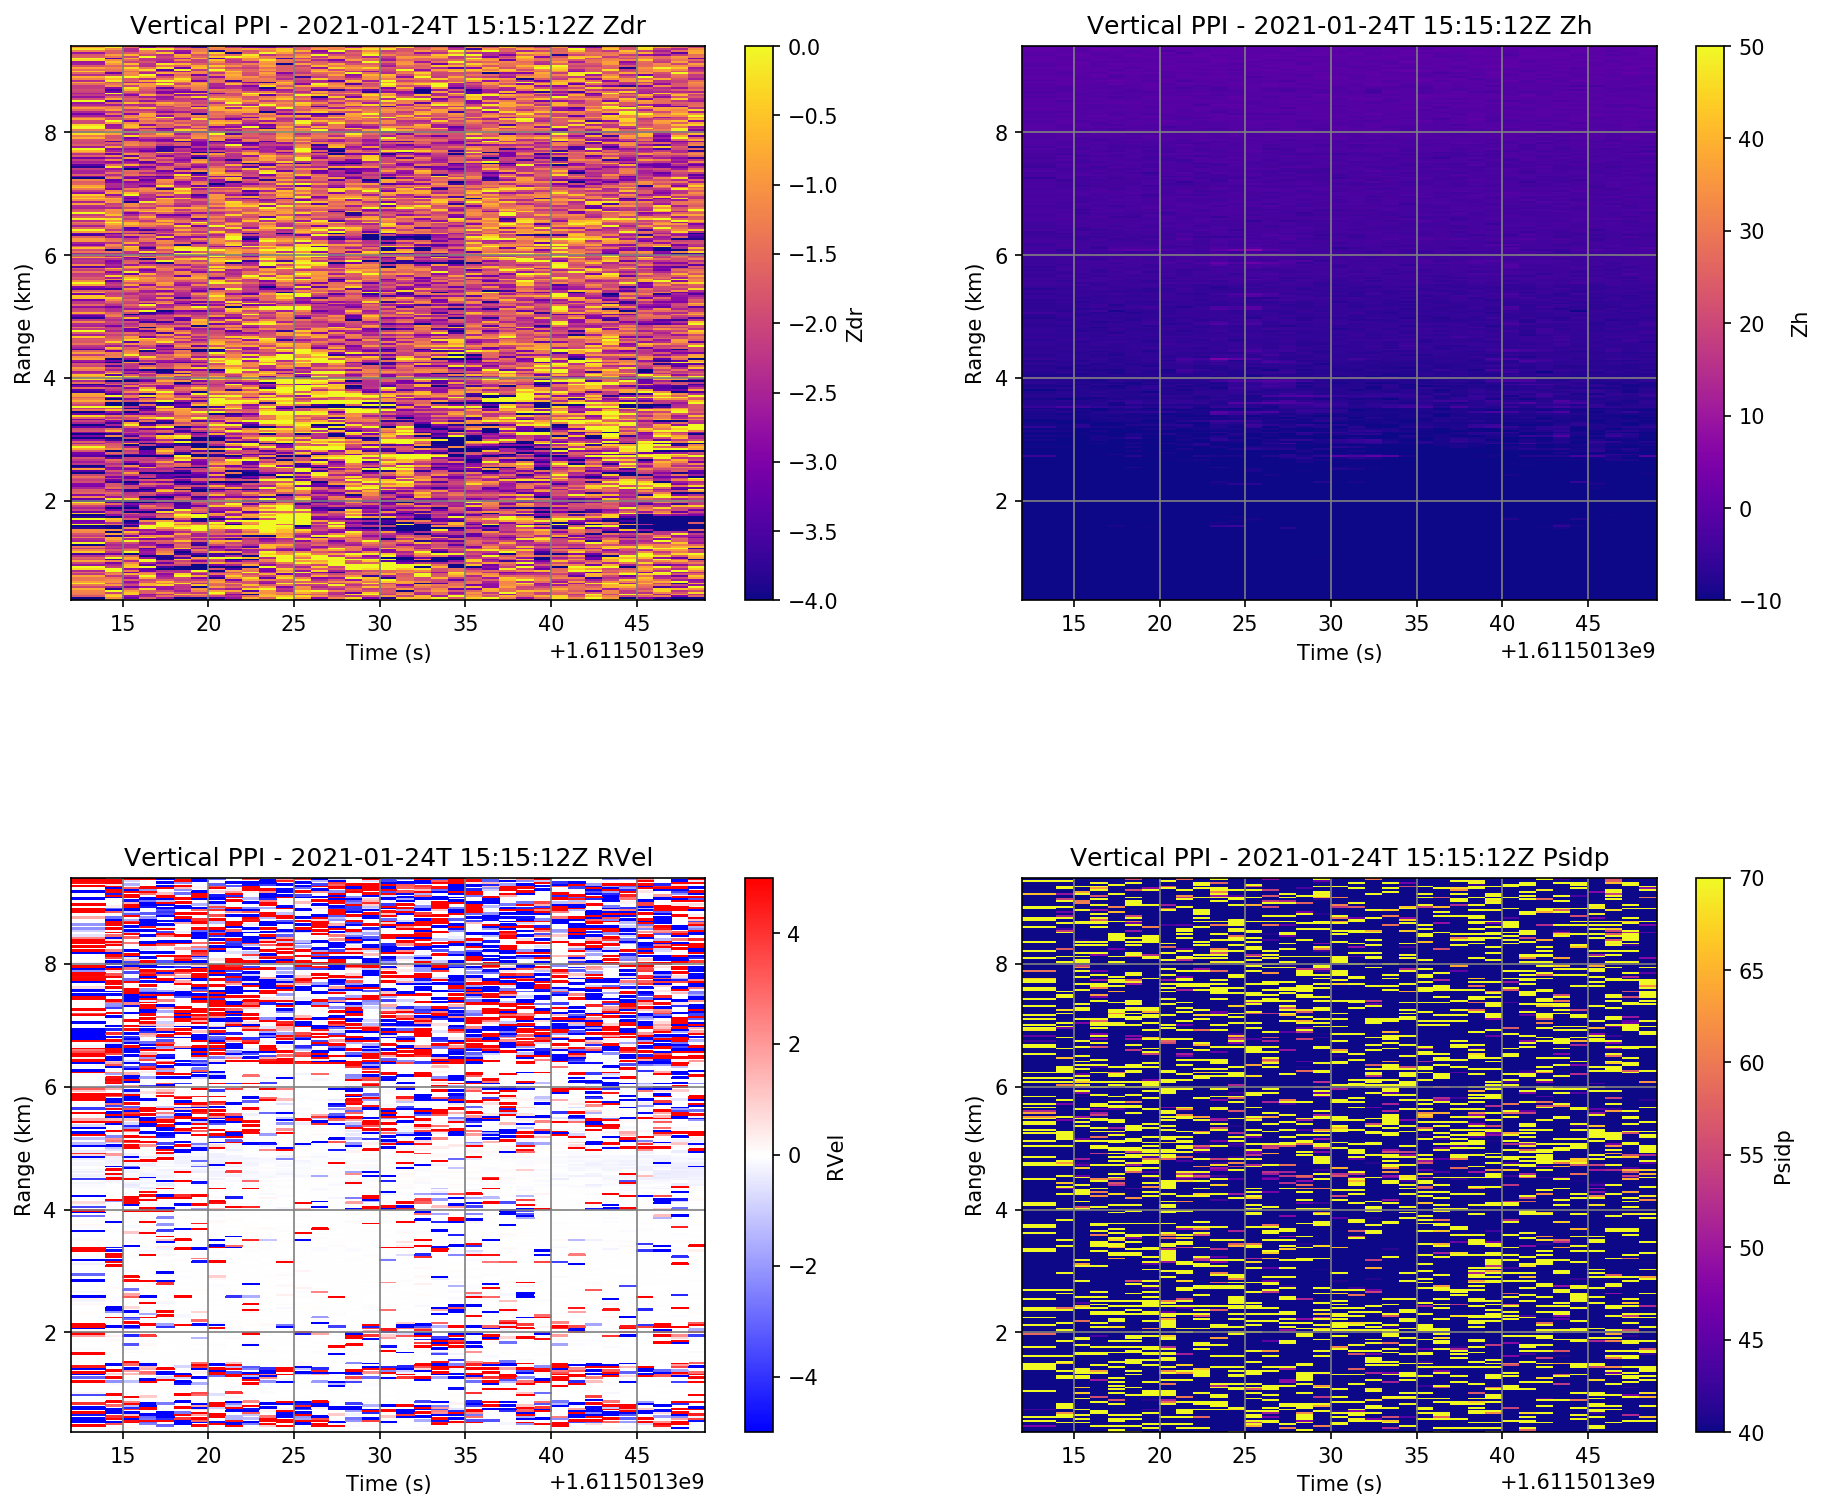 Vertical PPI - 2021-01-24T 15:15:12Z Zdr
Range (km)
8
6
4
2
15 20 25 30 35 40 45
Time (s)
+1.6115013e9
0.0
−0.5
−1.0
−1.5
−2.0
−2.5
−3.0
−3.5
−4.0
Zdr
Vertical PPI - 2021-01-24T 15:15:12Z Zh
Range (km)
8
6
4
2
15 20 25 30 35 40 45
Time (s)
+1.6115013e9
50
40
30
20
10
0
−10
Zh
Vertical PPI - 2021-01-24T 15:15:12Z RVel
Range (km)
8
6
4
2
15 20 25 30 35 40 45
Time (s)
+1.6115013e9
4
2
0
−2
−4
RVel
Vertical PPI - 2021-01-24T 15:15:12Z Psidp
Range (km)
8
6
4
2
15 20 25 30 35 40 45
Time (s)
+1.6115013e9
70
65
60
55
50
45
40
Psidp